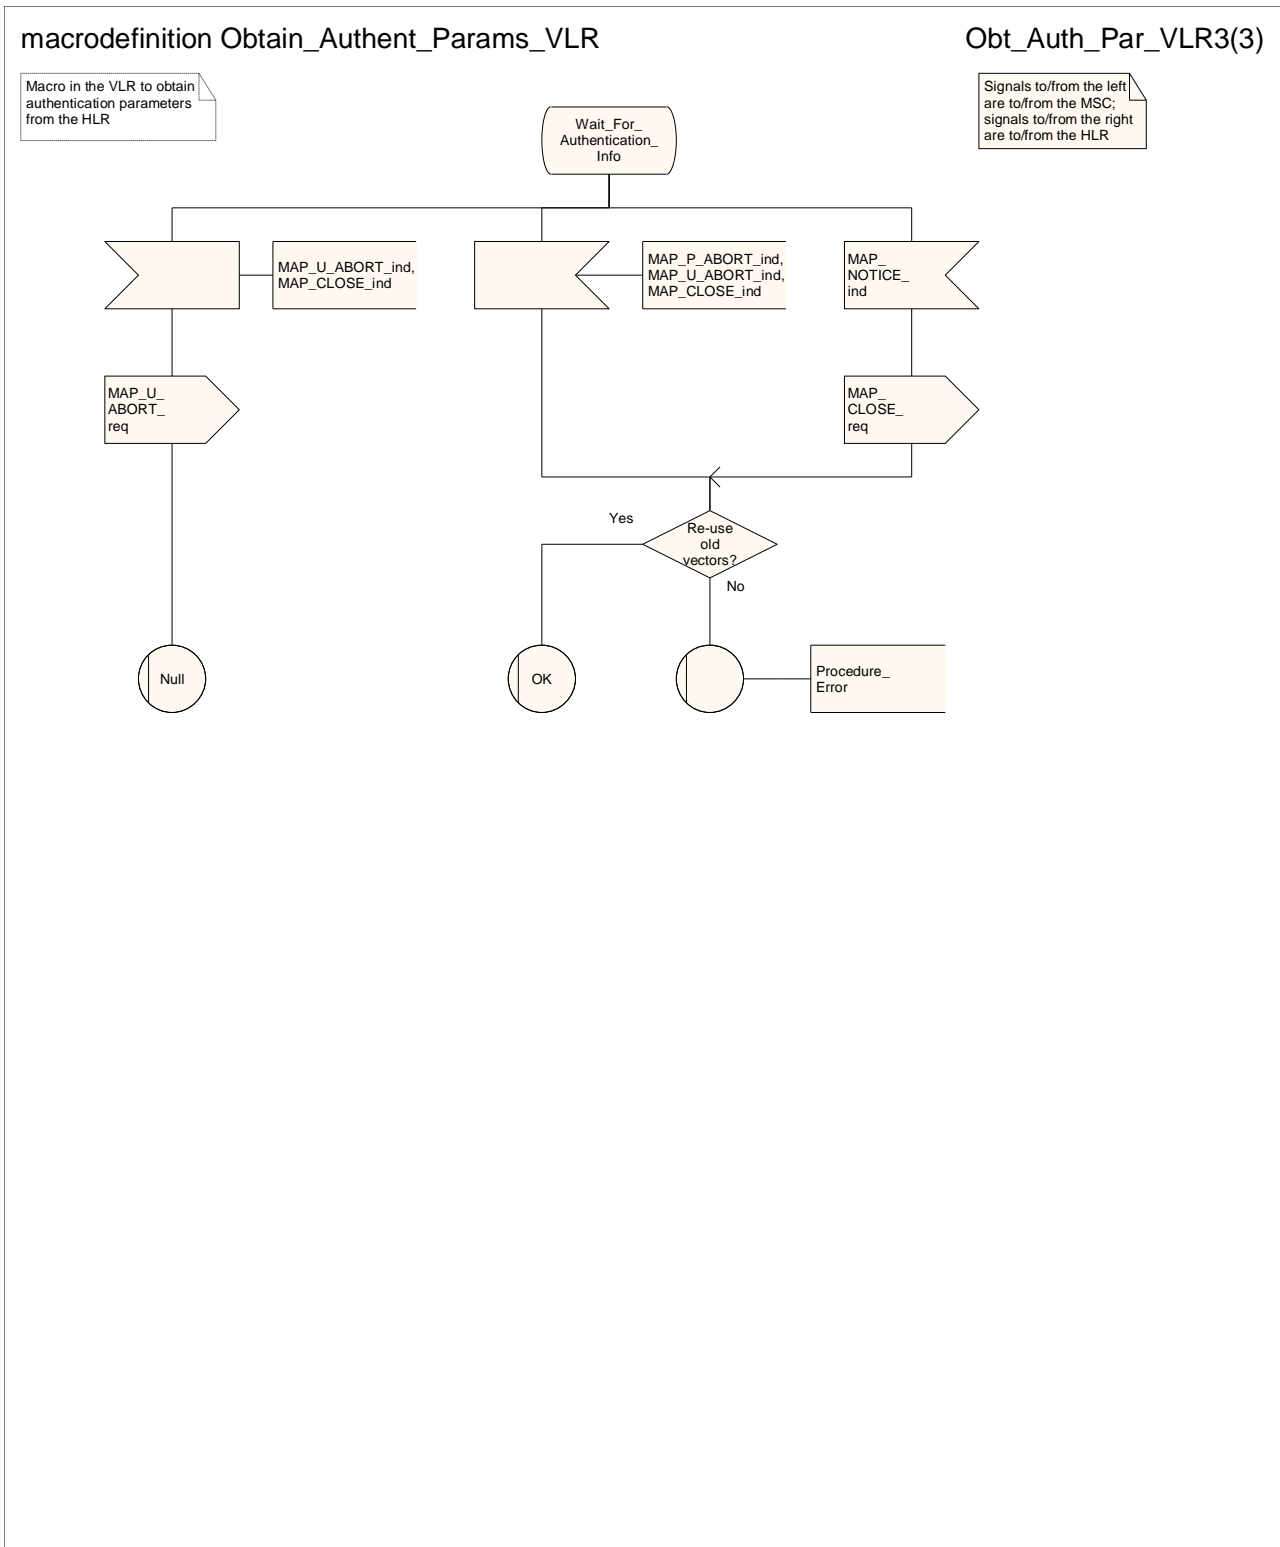 macrodefinition Obtain_Authent_Params_VLR
Obt_Auth_Par_VLR3(3)
Macro in the VLR to obtain
authentication parameters
from the HLR
Signals to/from the left
are to/from the MSC;
signals to/from the right
are to/from the HLR
Wait_For_
Authentication_
Info
MAP_U_ABORT_ind,
MAP_CLOSE_ind
MAP_P_ABORT_ind,
MAP_U_ABORT_ind,
MAP_CLOSE_ind
MAP_
NOTICE_
ind
MAP_U_
ABORT_
req
MAP_
CLOSE_
req
Yes
Re-use
old
vectors?
No
Null
OK
Procedure_
Error